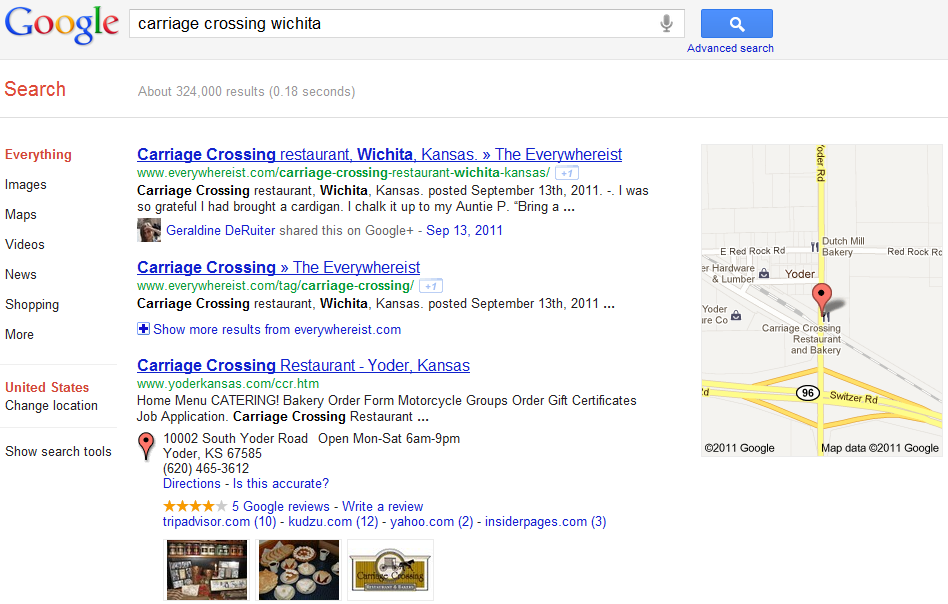 Google
carriage crossing wichita
Advanced search
Search
About 324,000 results (0.18 seconds)
Everything
Images
Maps
Videos
News
Shopping
More
United States
Change location
Show search tools
Carriage Crossing restaurant, Wichita, Kansas. » The Everywhereist
www.everywhereist.com/carriage-crossing-restaurant-wichita-kansas/ +1
Carriage Crossing restaurant, Wichita, Kansas. posted September 13th, 2011. -. I was
so grateful I had brought a cardigan. I chalk it up to my Auntie P. “Bring a ...
Geraldine DeRuiter shared this on Google+ - Sep 13, 2011
Carriage Crossing » The Everywhereist
www.everywhereist.com/tag/carriage-crossing/ +1
Carriage Crossing restaurant, Wichita, Kansas. posted September 13th, 2011 ...
Show more results from everywhereist.com
Carriage Crossing Restaurant - Yoder, Kansas
www.yoderkansas.com/ccr.htm
Home Menu CATERING! Bakery Order Form Motorcycle Groups Order Gift Certificates
Job Application. Carriage Crossing Restaurant ...
10002 South Yoder Road Open Mon-Sat 6am-9pm
Yoder, KS 67585
(620) 465-3612
Directions - Is this accurate?
5 Google reviews - Write a review
tripadvisor.com (10) - kudzu.com (12) - yahoo.com (2) - insiderpages.com (3)
Carriage Crossing
RESTAURANT & BAKERY
Yoder Rd
Dutch Mill
Bakery
E Red Rock Rd
Red Rock Rd
er Hardware
& Lumber
Yoder
Yoder
re Co
Carriage Crossing
Restaurant
and Bakery
96
Switzer Rd
rd
©2011 Google
Map data ©2011 Google